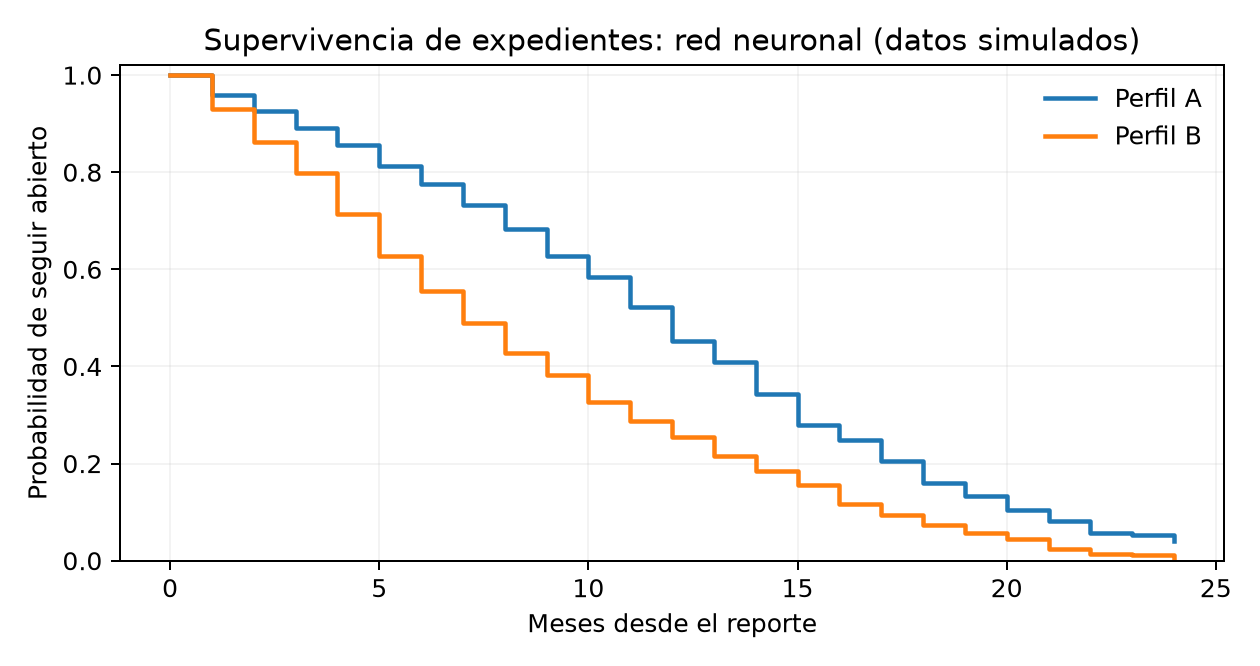 Supervivencia de expedientes: red neuronal (datos simulados)
Probabilidad de seguir abierto
1.0
0.8
0.6
0.4
0.2
0.0
Perfil A
Perfil B
0 5 10 15 20 25
Meses desde el reporte